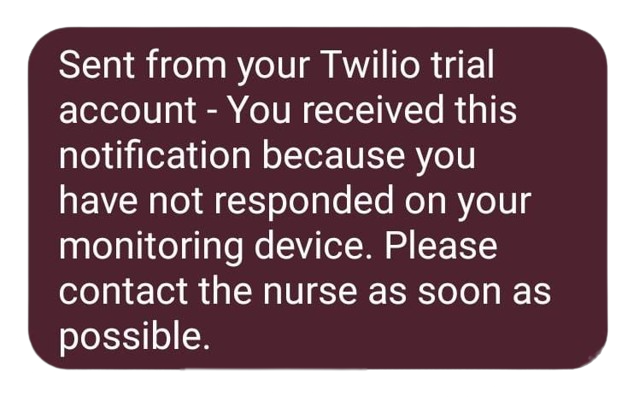 Sent from your Twilio trial
account - You received this
notification because you
have not responded on your
monitoring device. Please
contact the nurse as soon as
possible.